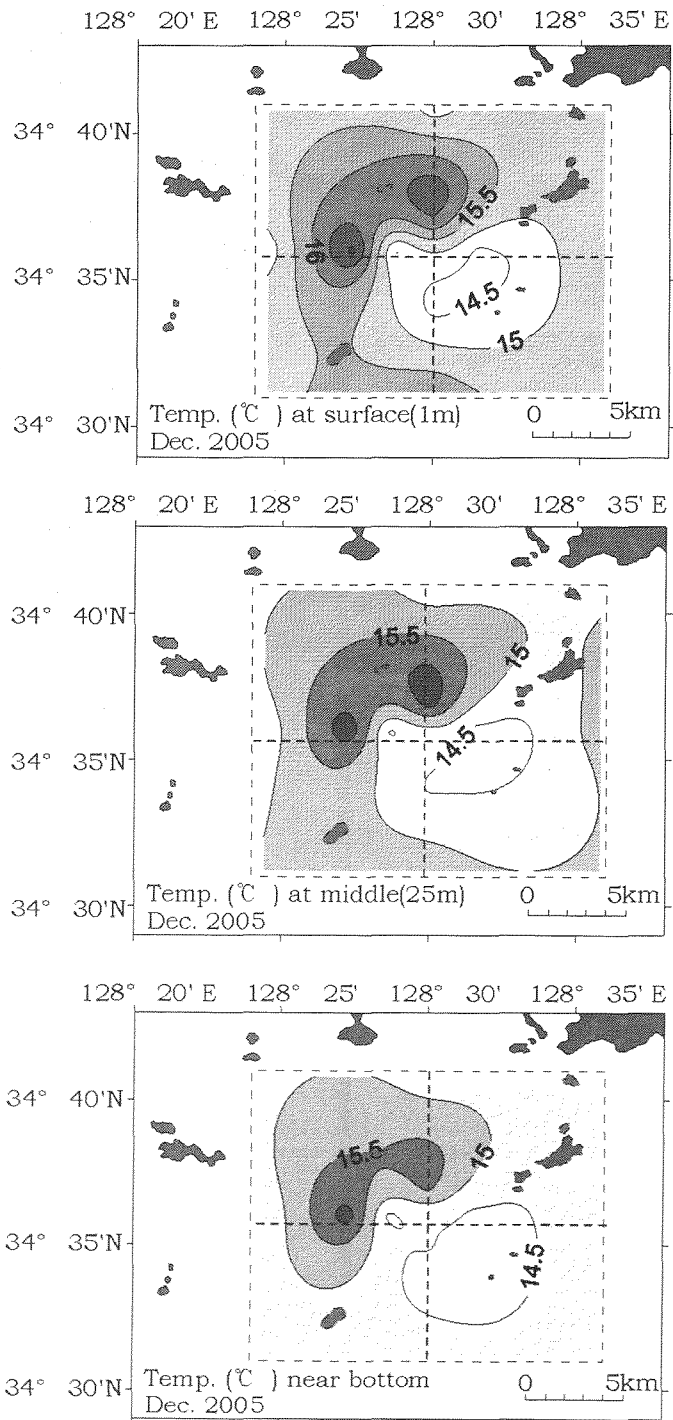 128° 20' E 128° 25' 128° 30' 128° 35' E
34° 40'N
15.5
16
34° 35'N
14.5
15
Temp. (℃ ) at surface(1m) 0 5km
34° 30'N
Dec. 2005
128° 20' E 128° 25' 128° 30' 128° 35' E
34° 40'N
15.5
15
34° 35'N
14.5
Temp. (℃ ) at middle(25m) 0 5km
34° 30'N
Dec. 2005
128° 20' E 128° 25' 128° 30' 128° 35' E
34° 40'N
15.5
15
34° 35'N
14.5
Temp. (℃ ) near bottom 0 5km
34° 30'N
Dec. 2005